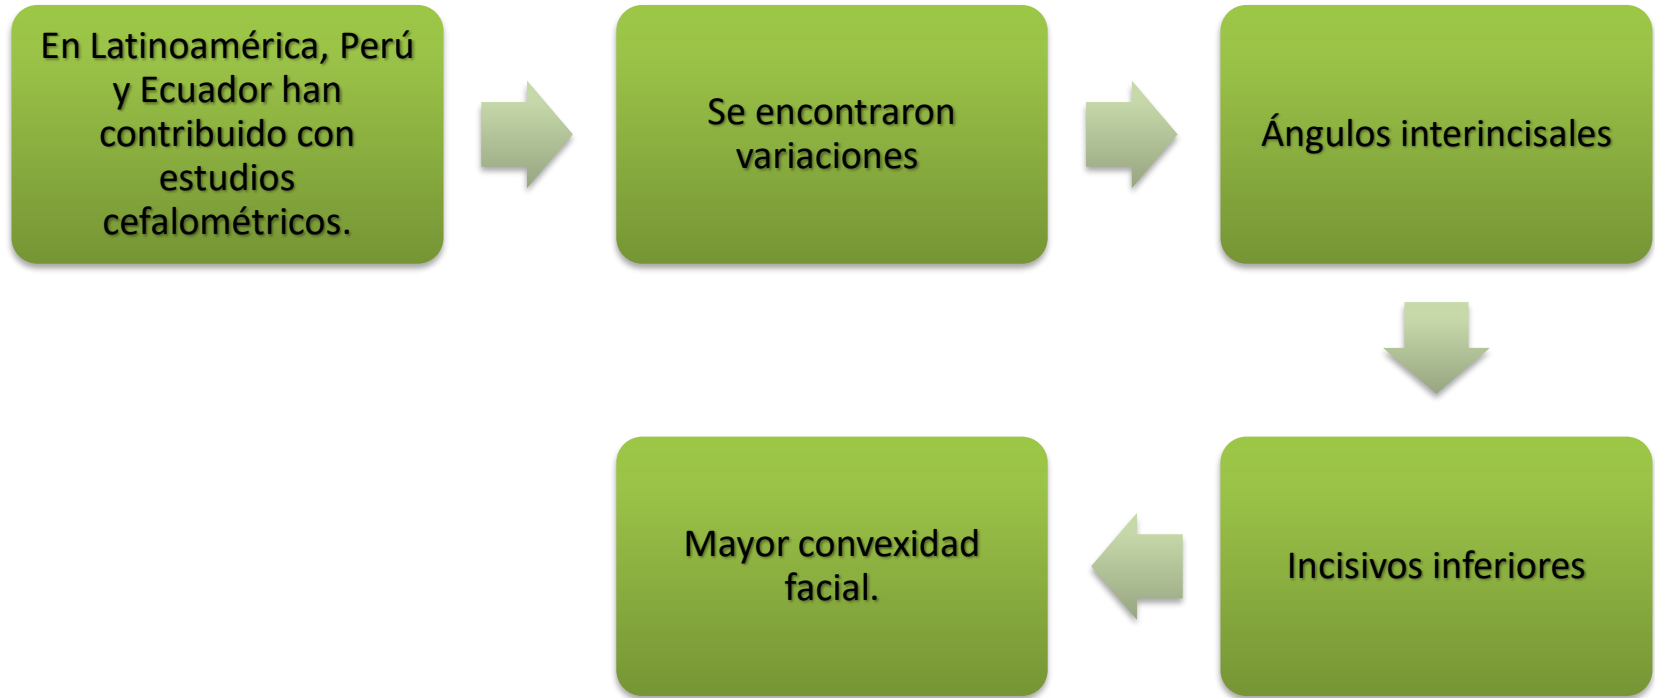 En Latinoamérica, Perú
y Ecuador han
contribuido con
estudios
cefalométricos.
Se encontraron
variaciones
Ángulos interincisales
Incisivos inferiores
Mayor convexidad
facial.